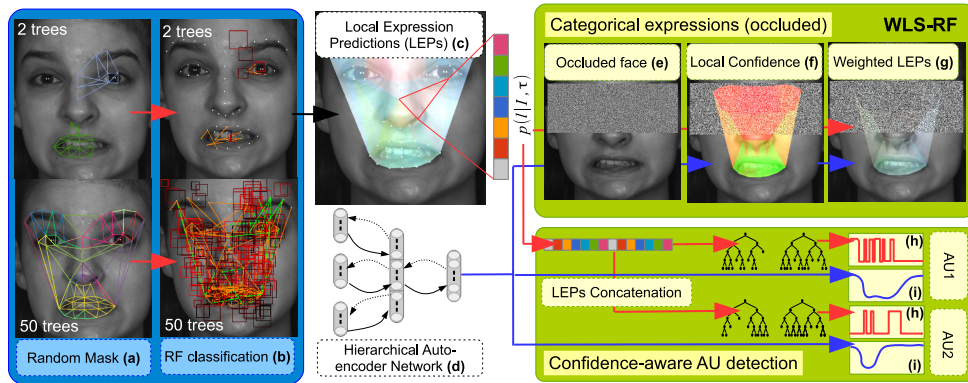 2 trees
2 trees
50 trees
50 trees
Random Mask (a)
RF classification (b)
Local Expression
Predictions (LEPs) (c)
p(l|I, τ)
Hierarchical Auto-
encoder Network (d)
Categorical expressions (occluded)
WLS-RF
Occluded face (e)
Local Confidence (f)
Weighted LEPs (g)
LEPs Concatenation
(h)
(i)
AU1
(h)
(i)
AU2
Confidence-aware AU detection